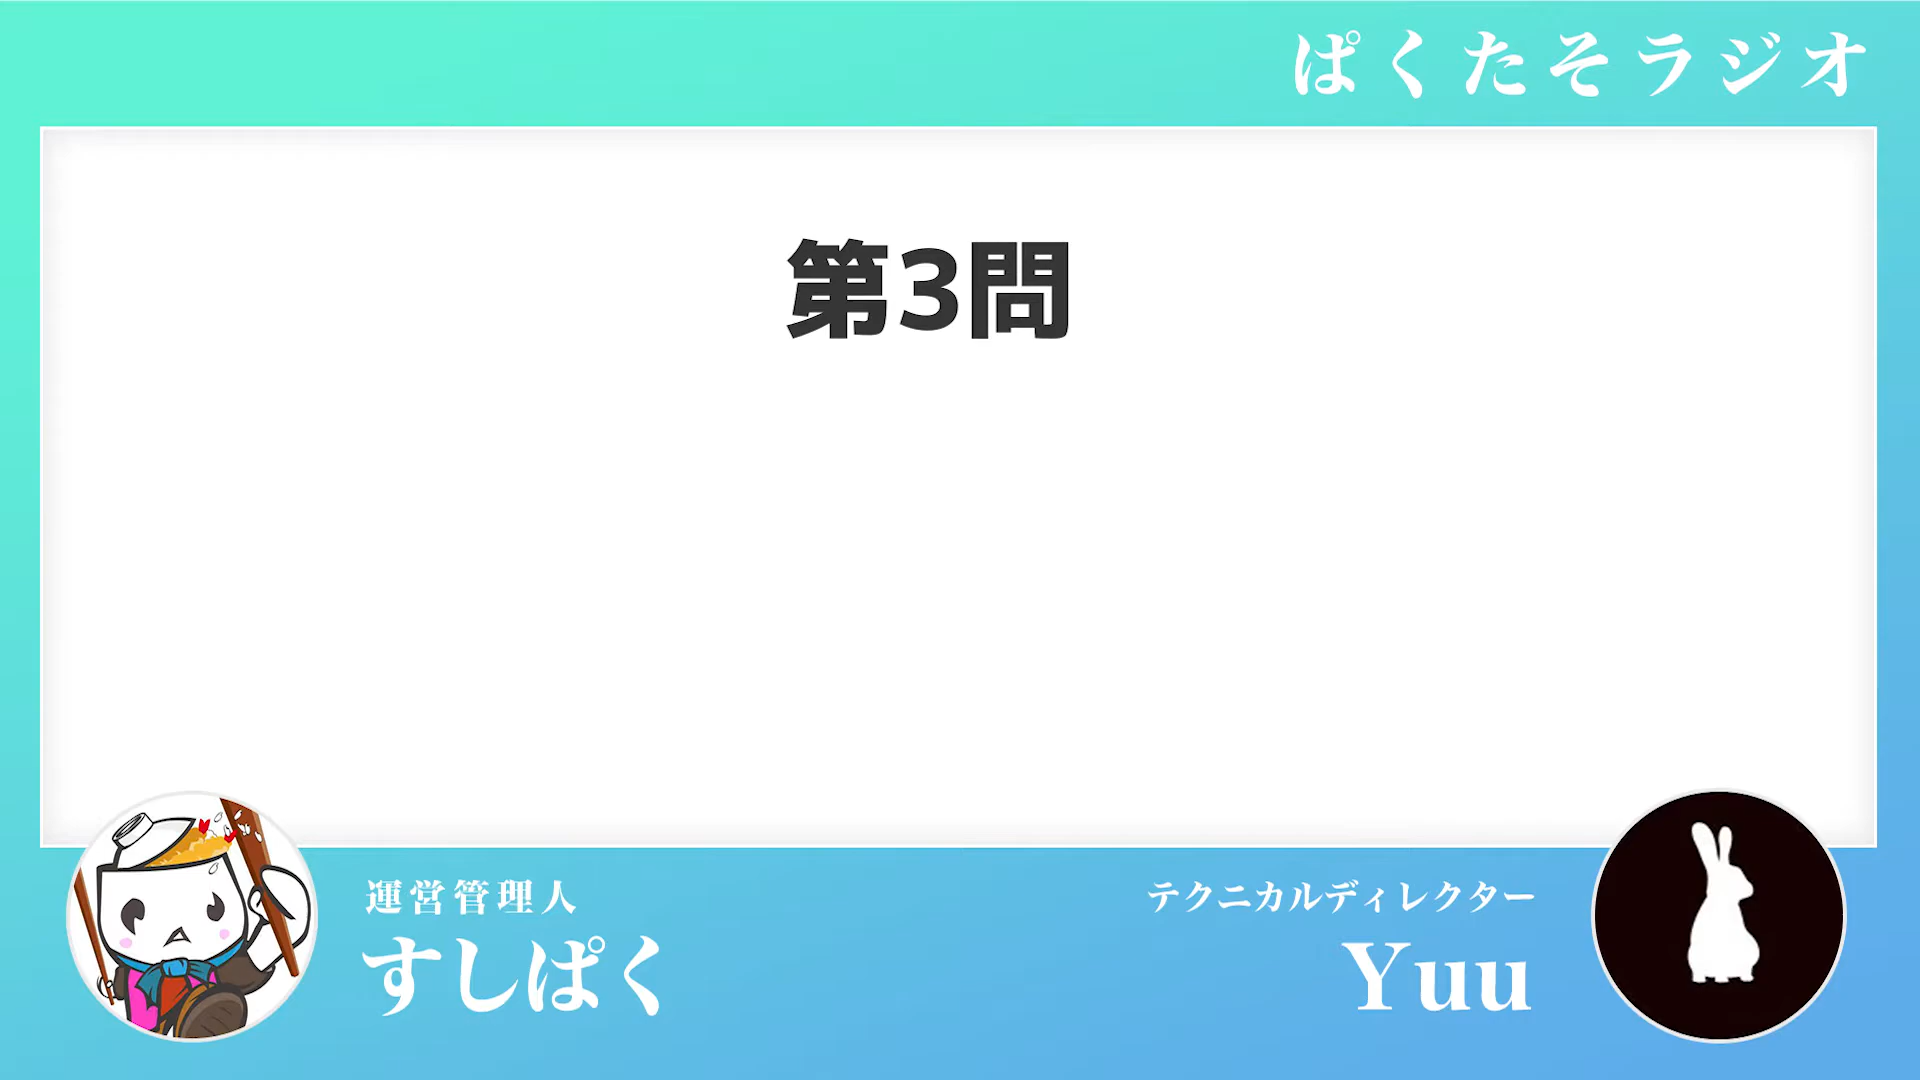 ぱくたそラジオ
第3問
運営管理人
すしぱく
テクニカルディレクター
Yuu